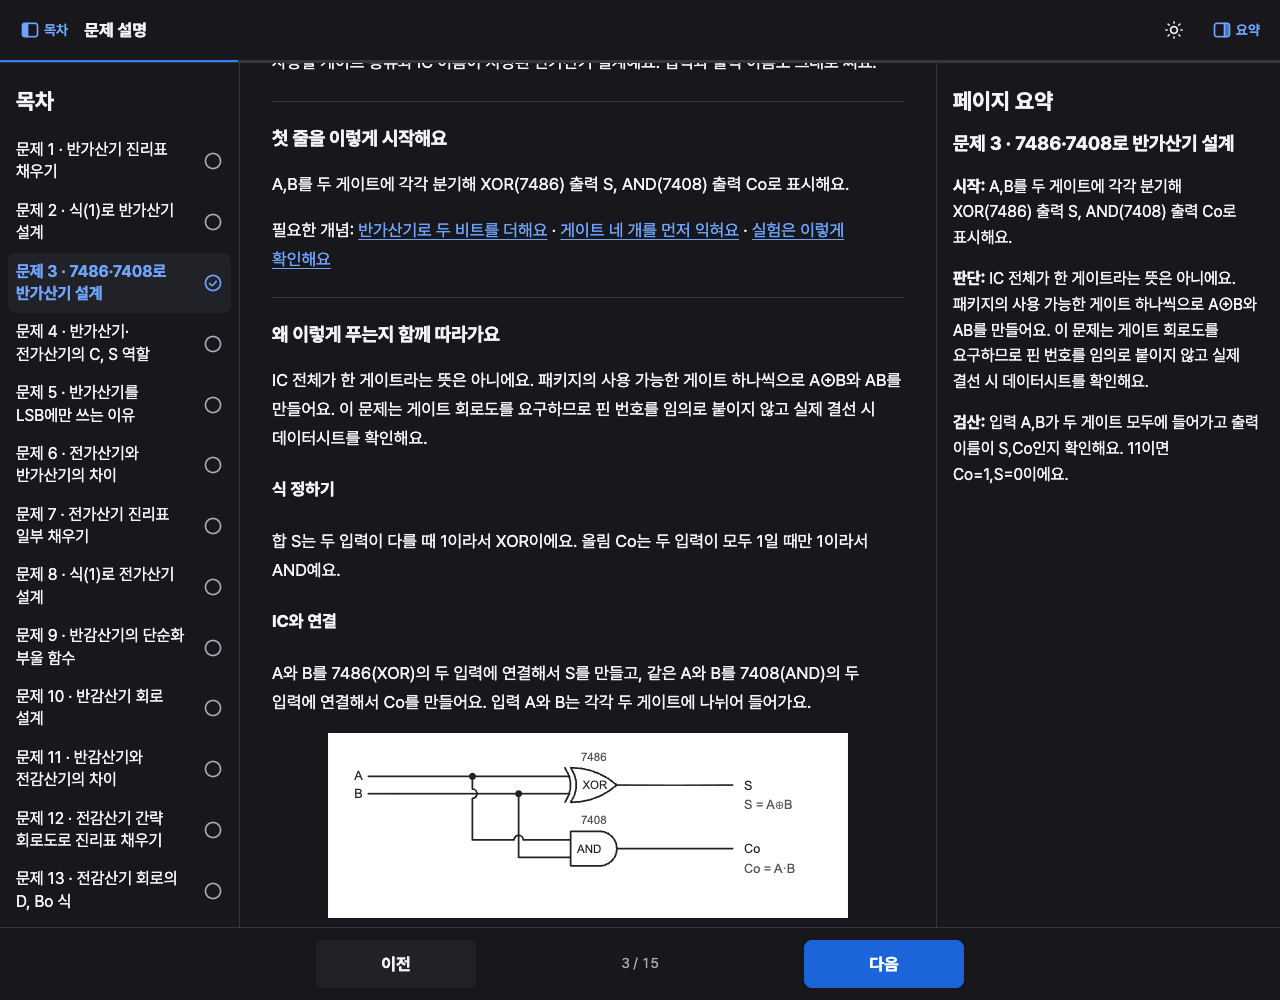 목차
문제 설명
요약
목차
문제 1 · 반가산기 진리표
채우기
문제 2 · 식(1)로 반가산기
설계
문제 3 · 7486·7408로
반가산기 설계
문제 4 · 반가산기·
전가산기의 C, S 역할
문제 5 · 반가산기를
LSB에만 쓰는 이유
문제 6 · 전가산기와
반가산기의 차이
문제 7 · 전가산기 진리표
일부 채우기
문제 8 · 식(1)로 전가산기
설계
문제 9 · 반감산기의 단순화
부울 함수
문제 10 · 반감산기 회로
설계
문제 11 · 반감산기와
전감산기의 차이
문제 12 · 전감산기 간략
회로도로 진리표 채우기
문제 13 · 전감산기 회로의
D, Bo 식
첫 줄을 이렇게 시작해요
A,B를 두 게이트에 각각 분기해 XOR(7486) 출력 S, AND(7408) 출력 Co로 표시해요.
필요한 개념: 반가산기로 두 비트를 더해요 · 게이트 네 개를 먼저 익혀요 · 실험은 이렇게
확인해요
왜 이렇게 푸는지 함께 따라가요
IC 전체가 한 게이트라는 뜻은 아니에요. 패키지의 사용 가능한 게이트 하나씩으로 A⊕B와 AB를
만들어요. 이 문제는 게이트 회로도를 요구하므로 핀 번호를 임의로 붙이지 않고 실제 결선 시
데이터시트를 확인해요.
식 정하기
합 S는 두 입력이 다를 때 1이라서 XOR이에요. 올림 Co는 두 입력이 모두 1일 때만 1이라서
AND예요.
IC와 연결
A와 B를 7486(XOR)의 두 입력에 연결해서 S를 만들고, 같은 A와 B를 7408(AND)의 두
입력에 연결해서 Co를 만들어요. 입력 A와 B는 각각 두 게이트에 나뉘어 들어가요.
7486
A
B
XOR
S
S = A⊕B
7408
AND
Co
Co = A·B
페이지 요약
문제 3 · 7486·7408로 반가산기 설계
시작: A,B를 두 게이트에 각각 분기해
XOR(7486) 출력 S, AND(7408) 출력 Co로
표시해요.
판단: IC 전체가 한 게이트라는 뜻은 아니에요.
패키지의 사용 가능한 게이트 하나씩으로 A⊕B와
AB를 만들어요. 이 문제는 게이트 회로도를
요구하므로 핀 번호를 임의로 붙이지 않고 실제
결선 시 데이터시트를 확인해요.
검산: 입력 A,B가 두 게이트 모두에 들어가고 출력
이름이 S,Co인지 확인해요. 11이면
Co=1,S=0이에요.
이전
3 / 15
다음